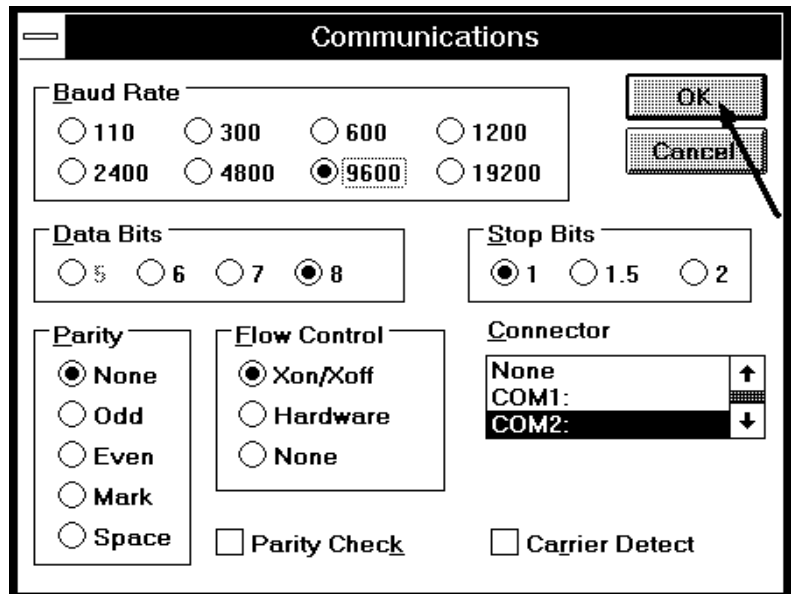 Communications
Baud Rate
110 300 600 1200
2400 4800 9600 19200
OK
Cancel
Data Bits
5 6 7 8
Stop Bits
1 1.5 2
Parity
None
Odd
Even
Mark
Space
Flow Control
Xon/Xoff
Hardware
None
Connector
None
COM1:
COM2:
Parity Check
Carrier Detect